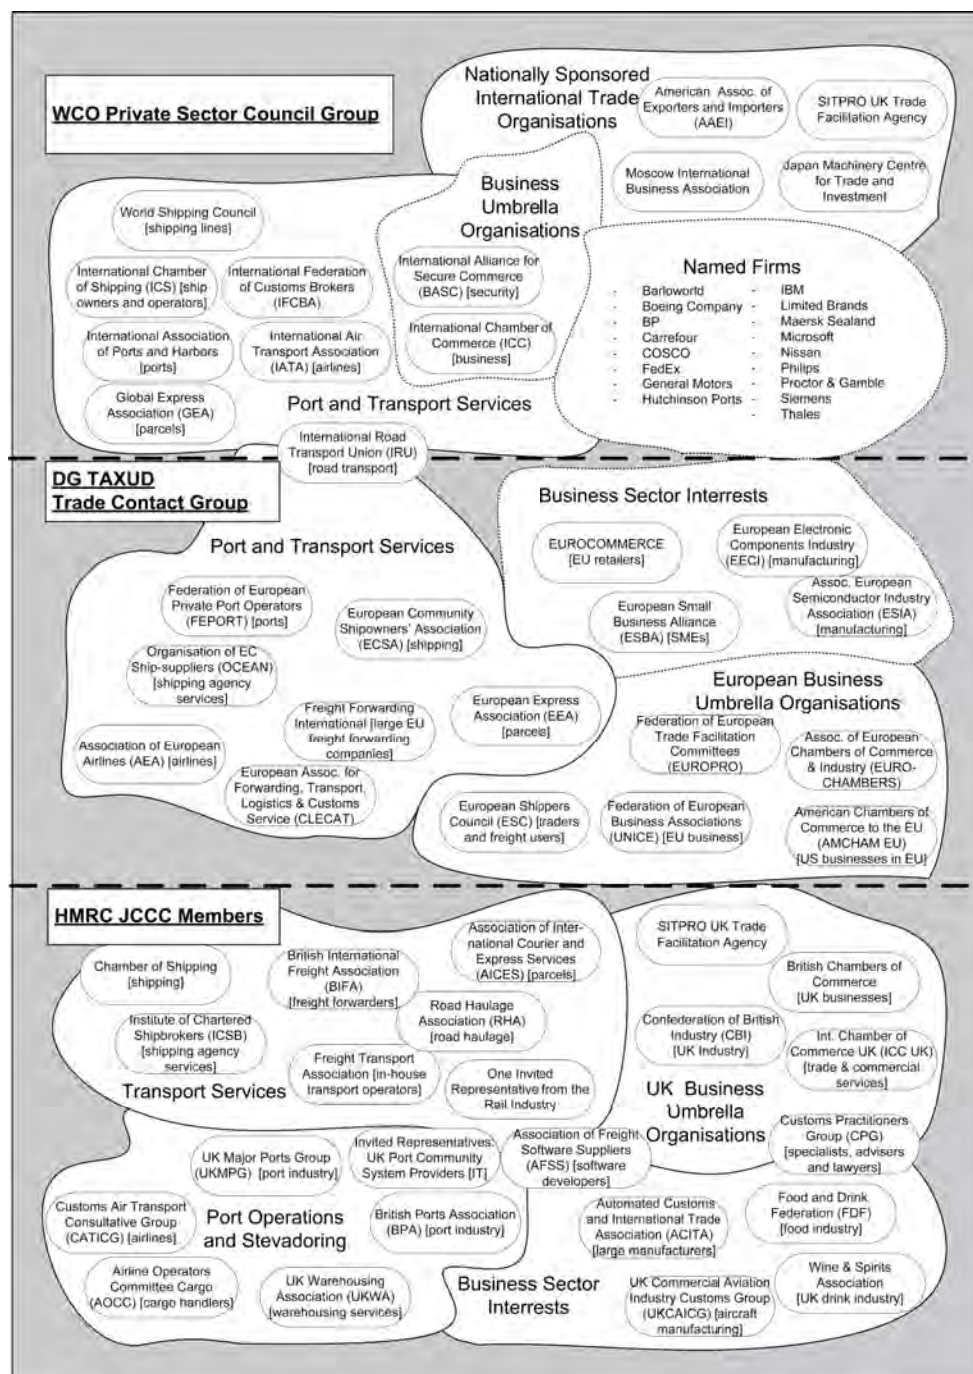 WCO Private Sector Council Group
Nationally Sponsored
International Trade
Organisations
American Assoc. of
Exporters and Importers
(AAEI)
SITPRO UK Trade
Facilitation Agency
Moscow International
Business Association
Japan Machinery Centre
for Trade and
Investment
Business
Umbrella
Organisations
International Alliance for
Secure Commerce
(BASC) [security]
International Chamber of
Commerce (ICC)
[business]
World Shipping Council
[shipping lines]
International Chamber
of Shipping (ICS) [ship
owners and operators]
International Federation
of Customs Brokers
(IFCBA)
International Association
of Ports and Harbors
[ports]
International Air
Transport Association
(IATA) [airlines]
Global Express
Association (GEA)
[parcels]
Port and Transport Services
International Road
Transport Union (IRU)
[road transport]
Named Firms
- Barloworld
- Boeing Company
- BP
- Carrefour
- COSCO
- FedEx
- General Motors
- Hutchinson Ports
- IBM
- Limited Brands
- Maersk Sealand
- Microsoft
- Nissan
- Philips
- Proctor & Gamble
- Siemens
- Thales
DG TAXUD
Trade Contact Group
Port and Transport Services
Federation of European
Private Port Operators
(FEPORT) [ports]
European Community
Shipowners' Association
(ECSA) [shipping]
Organisation of EC
Ship-suppliers (OCEAN)
[shipping agency
services]
Freight Forwarding
International [large EU
freight forwarding
companies]
European Express
Association (EEA)
[parcels]
Association of European
Airlines (AEA) [airlines]
European Assoc. for
Forwarding, Transport,
Logistics & Customs
Service (CLECAT)
Business Sector Interrests
EUROCOMMERCE
[EU retailers]
European Electronic
Components Industry
(EECI) [manufacturing]
European Small
Business Alliance
(ESBA) [SMEs]
Assoc. European
Semiconductor Industry
Association (ESIA)
[manufacturing]
European Business
Umbrella Organisations
Federation of European
Trade Facilitation
Committees
(EUROPRO)
Assoc. of European
Chambers of Commerce
& Industry (EURO-
CHAMBERS)
European Shippers
Council (ESC) [traders
and freight users]
Federation of European
Business Associations
(UNICE) [EU business]
American Chambers of
Commerce to the EU
(AMCHAM EU)
[US businesses in EU]
HMRC JCCC Members
Chamber of Shipping
[shipping]
British International
Freight Association
(BIFA)
[freight forwarders]
Association of Inter-
national Courier and
Express Services
(AICES) [parcels]
Institute of Chartered
Shipbrokers (ICSB)
[shipping agency
services]
Road Haulage
Association (RHA)
[road haulage]
Freight Transport
Association [in-house
transport operators]
One Invited
Representative from the
Rail Industry
Transport Services
SITPRO UK Trade
Facilitation Agency
British Chambers of
Commerce
[UK businesses]
Confederation of British
Industry (CBI)
[UK Industry]
Int. Chamber of
Commerce UK (ICC UK)
[trade & commercial
services]
UK Business
Umbrella
Organisations
Customs Practitioners
Group (CPG)
[specialists, advisers
and lawyers]
UK Major Ports Group
(UKMPG) [port industry]
Invited Representatives:
UK Port Community
System Providers [IT]
Association of Freight
Software Suppliers
(AFSS) [software
developers]
Customs Air Transport
Consultative Group
(CATICG) [airlines]
Port Operations
and Stevadoring
British Ports Association
(BPA) [port industry]
Airline Operators
Committee Cargo
(AOCC) [cargo handlers]
UK Warehousing
Association (UKWA)
[warehousing services]
Automated Customs
and International Trade
Association (ACITA)
[large manufacturers]
Food and Drink
Federation (FDF)
[food industry]
Business Sector
Interrests
UK Commercial Aviation
Industry Customs Group
(UKCAICG) [aircraft
manufacturing]
Wine & Spirits
Association
[UK drink industry]